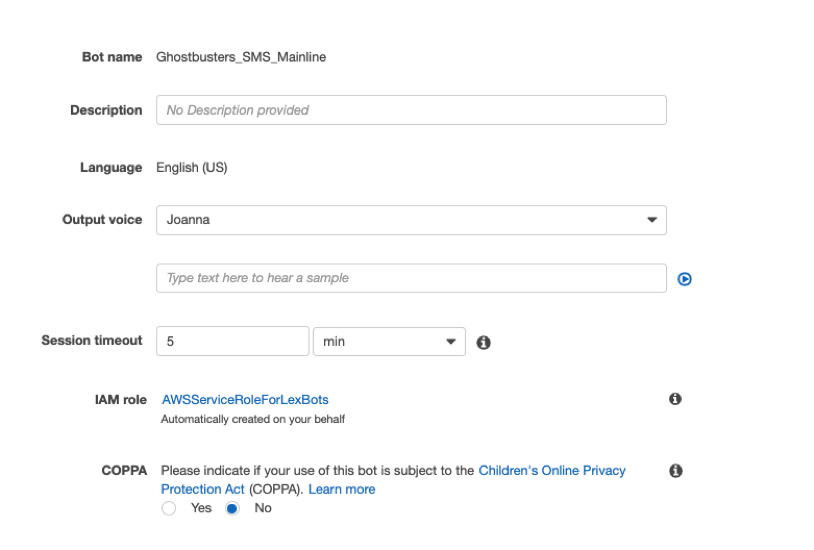 Bot name Ghostbusters_SMS_Mainline
Description No Description provided
Language English (US)
Output voice Joanna
Type text here to hear a sample
Session timeout 5 min
IAM role AWSServiceRoleForLexBots
Automatically created on your behalf
COPPA Please indicate if your use of this bot is subject to the Children's Online Privacy
Protection Act (COPPA). Learn more
Yes No